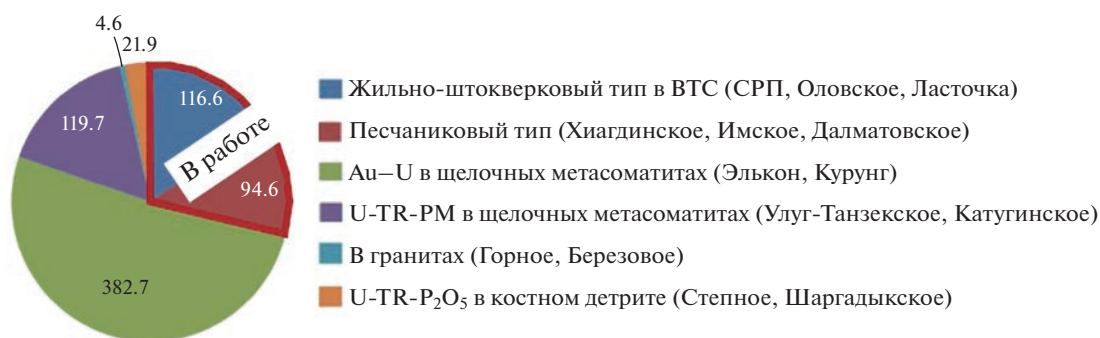 4.6
21.9
116.6
119.7
В работе
94.6
382.7
Жильно-штокверковый тип в ВТС (СРП, Оловское, Ласточка)
Песчаниковый тип (Хиагдинское, Имское, Далматовское)
Au–U в щелочных метасоматитах (Элькон, Курунг)
U-TR-PM в щелочных метасоматитах (Улуг-Танзекское, Катугинское)
В гранитах (Горное, Березовое)
U-TR-P₂O₅ в костном детрите (Степное, Шаргадыкское)